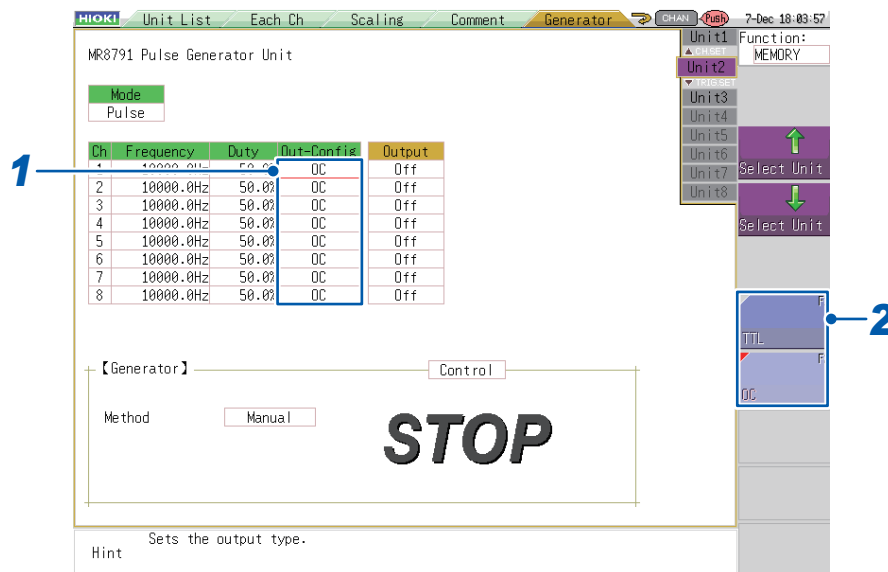 HIOKI Unit List Each Ch Scaling Comment Generator CHAN Push 7-Dec 18:03:57
Unit1 Function:
▲CH.SET MEMORY
MR8791 Pulse Generator Unit
Unit2
▼TRIG.SET
Unit3
Mode
Pulse
Unit4
Unit5
Unit6
Unit7
Unit8
Select Unit
Select Unit
Ch Frequency Duty Out-Config Output
OC Off
2 10000.0Hz 50.0% OC Off
3 10000.0Hz 50.0% OC Off
4 10000.0Hz 50.0% OC Off
5 10000.0Hz 50.0% OC Off
6 10000.0Hz 50.0% OC Off
7 10000.0Hz 50.0% OC Off
8 10000.0Hz 50.0% OC Off
1
2
F
TTL
F
OC
【Generator】 Control
Method Manual
STOP
Sets the output type.
Hint